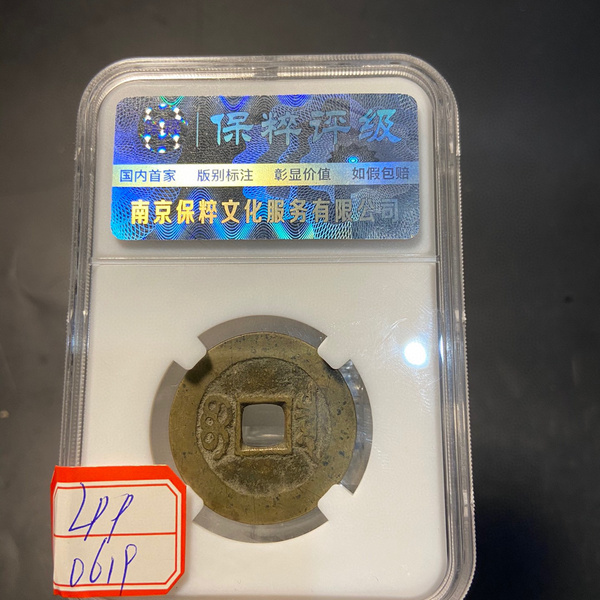 保粹评级
国内首家 版别标注 彰显价值 如假包赔
南京保粹文化服务有限公司
0619